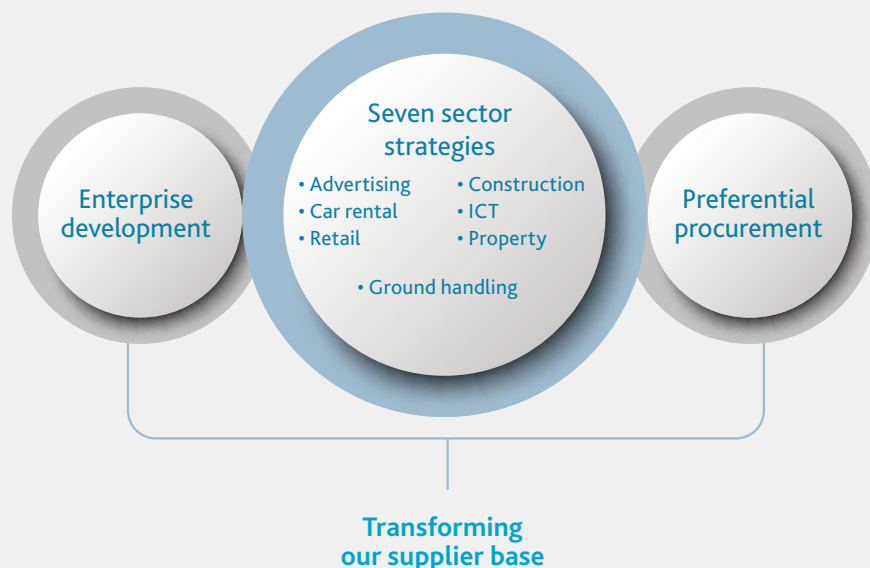 Enterprise
development
Seven sector
strategies
• Advertising
• Car rental
• Retail
• Construction
• ICT
• Property
• Ground handling
Preferential
procurement
Transforming
our supplier base